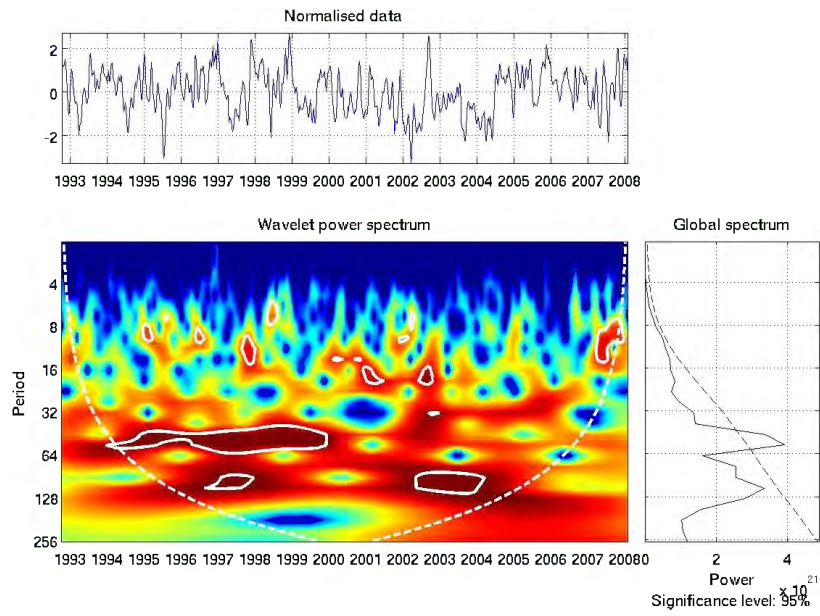 Normalised data
2
0
-2
1993 1994 1995 1996 1997 1998 1999 2000 2001 2002 2003 2004 2005 2006 2007 2008
Wavelet power spectrum
Global spectrum
Period
4
8
16
32
64
128
256
1993 1994 1995 1996 1997 1998 1999 2000 2001 2002 2003 2004 2005 2006 2007 2008
0 2 4
Power
x 10 21
Significance level: 95%